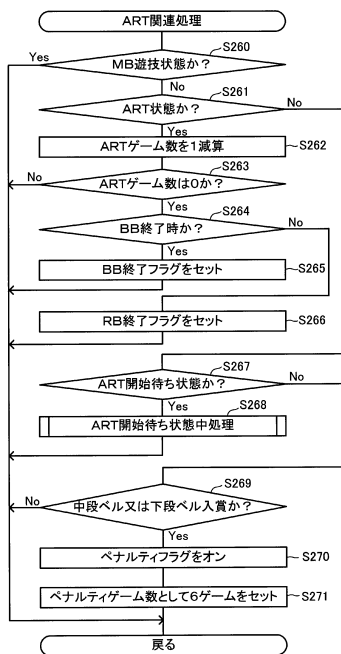 ART関連処理
S260
Yes
MB遊技状態か?
No
S261
ART状態か?
No
Yes
ARTゲーム数を1減算
S262
S263
No
ARTゲーム数は0か?
Yes
S264
BB終了時か?
No
Yes
BB終了フラグをセット
S265
RB終了フラグをセット
S266
S267
ART開始待ち状態か?
No
Yes
S268
ART開始待ち状態中処理
S269
No
中段ベル又は下段ベル入賞か?
Yes
ペナルティフラグをオン
S270
ペナルティゲーム数として6ゲームをセット
S271
戻る